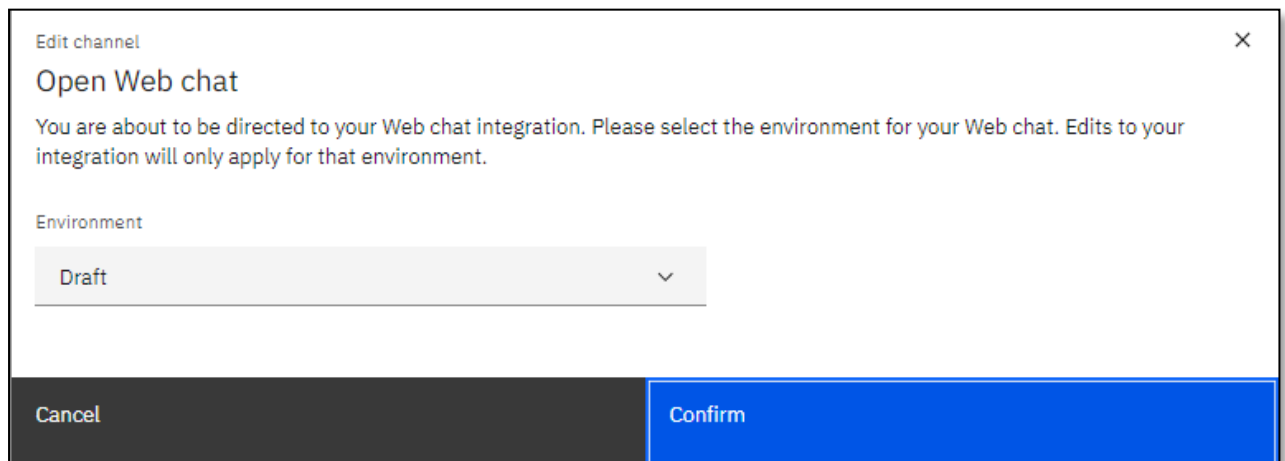 Edit channel
Open Web chat
You are about to be directed to your Web chat integration. Please select the environment for your Web chat. Edits to your
integration will only apply for that environment.
Environment
Draft
Cancel
Confirm